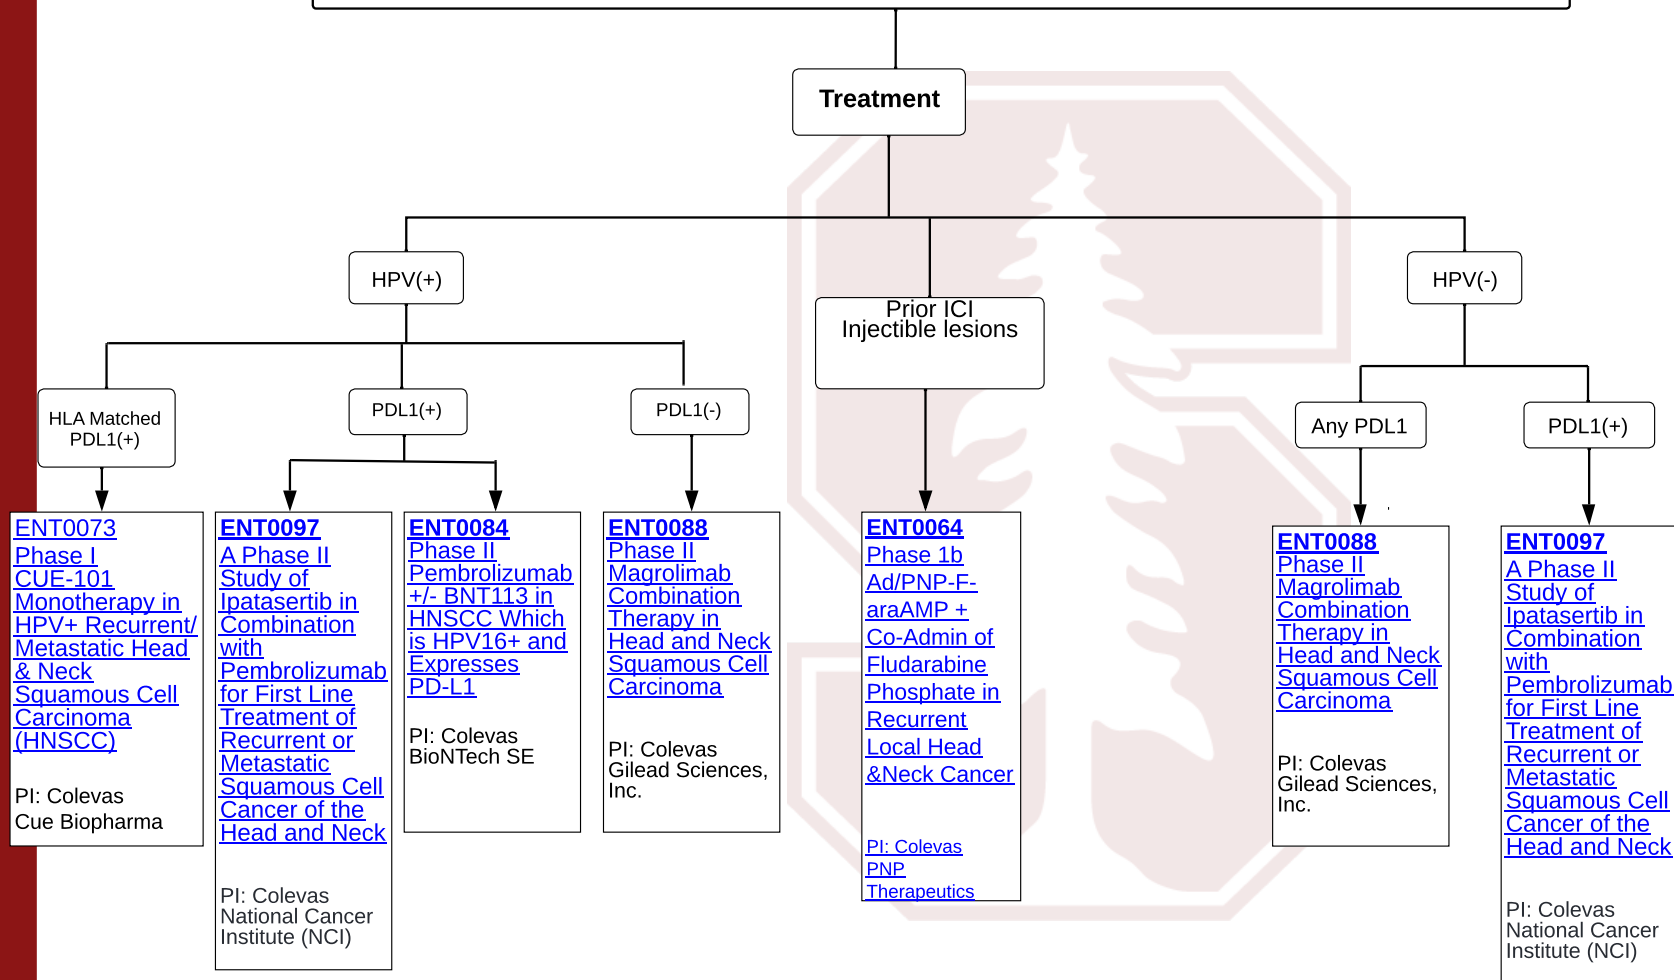 Treatment
HPV(+)
Prior ICI
Injectible lesions
HPV(-)
HLA Matched
PDL1(+)
PDL1(+)
PDL1(-)
Any PDL1
PDL1(+)
ENT0073
Phase I
CUE-101
Monotherapy in
HPV+ Recurrent/
Metastatic Head
& Neck
Squamous Cell
Carcinoma
(HNSCC)
PI: Colevas
Cue Biopharma
ENT0097
A Phase II
Study of
Ipatasertib in
Combination
with
Pembrolizumab
for First Line
Treatment of
Recurrent or
Metastatic
Squamous Cell
Cancer of the
Head and Neck
PI: Colevas
National Cancer
Institute (NCI)
ENT0084
Phase II
Pembrolizumab
+/- BNT113 in
HNSCC Which
is HPV16+ and
Expresses
PD-L1
PI: Colevas
BioNTech SE
ENT0088
Phase II
Magrolimab
Combination
Therapy in
Head and Neck
Squamous Cell
Carcinoma
PI: Colevas
Gilead Sciences,
Inc.
ENT0064
Phase 1b
Ad/PNP-F-
araAMP +
Co-Admin of
Fludarabine
Phosphate in
Recurrent
Local Head
&Neck Cancer
PI: Colevas
PNP
Therapeutics
ENT0088
Phase II
Magrolimab
Combination
Therapy in
Head and Neck
Squamous Cell
Carcinoma
PI: Colevas
Gilead Sciences,
Inc.
ENT0097
A Phase II
Study of
Ipatasertib in
Combination
with
Pembrolizumab
for First Line
Treatment of
Recurrent or
Metastatic
Squamous Cell
Cancer of the
Head and Neck
PI: Colevas
National Cancer
Institute (NCI)